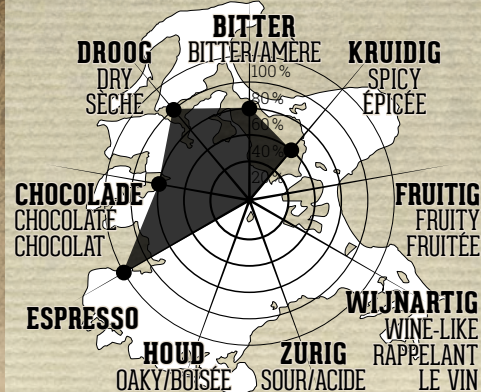 BITTER
BITTER/AMÈRE
DROOG
DRY
SÈCHE
KRUIDIG
SPICY
ÉPICÉE
100%
80%
60%
40%
20%
CHOCOLADE
CHOCOLATE
CHOCOLAT
FRUITIG
FRUITY
FRUITÉE
ESPRESSO
WIJNARTIG
WINE-LIKE
RAPPELANT
LE VIN
HOUD
OAKY/BOISÉE
ZURIG
SOUR/ACIDE